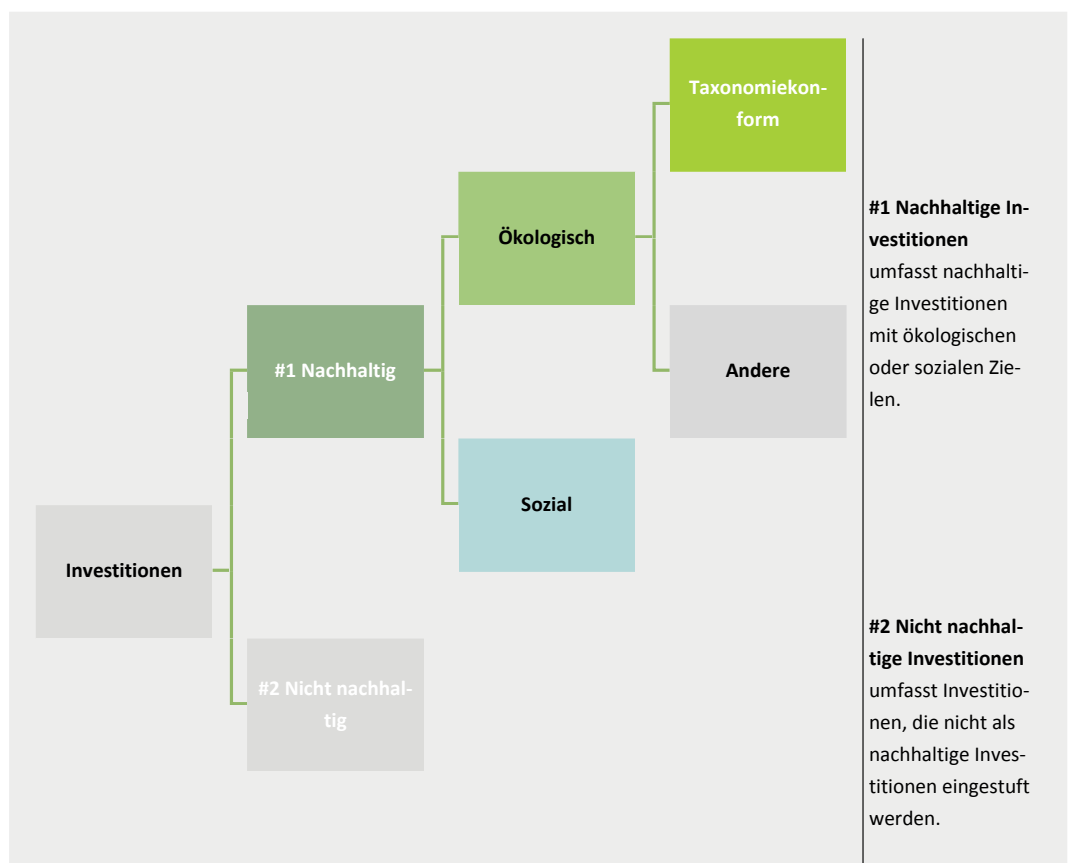 Taxonomiekon-
form
Ökologisch
#1 Nachhaltig
Andere
Sozial
Investitionen
#2 Nicht nachhal-
tig
#1 Nachhaltige In-
vestitionen
umfasst nachhalti-
ge Investitionen
mit ökologischen
oder sozialen Zie-
len.
#2 Nicht nachhal-
tige Investitionen
umfasst Investitio-
nen, die nicht als
nachhaltige Inves-
titionen eingestuft
werden.